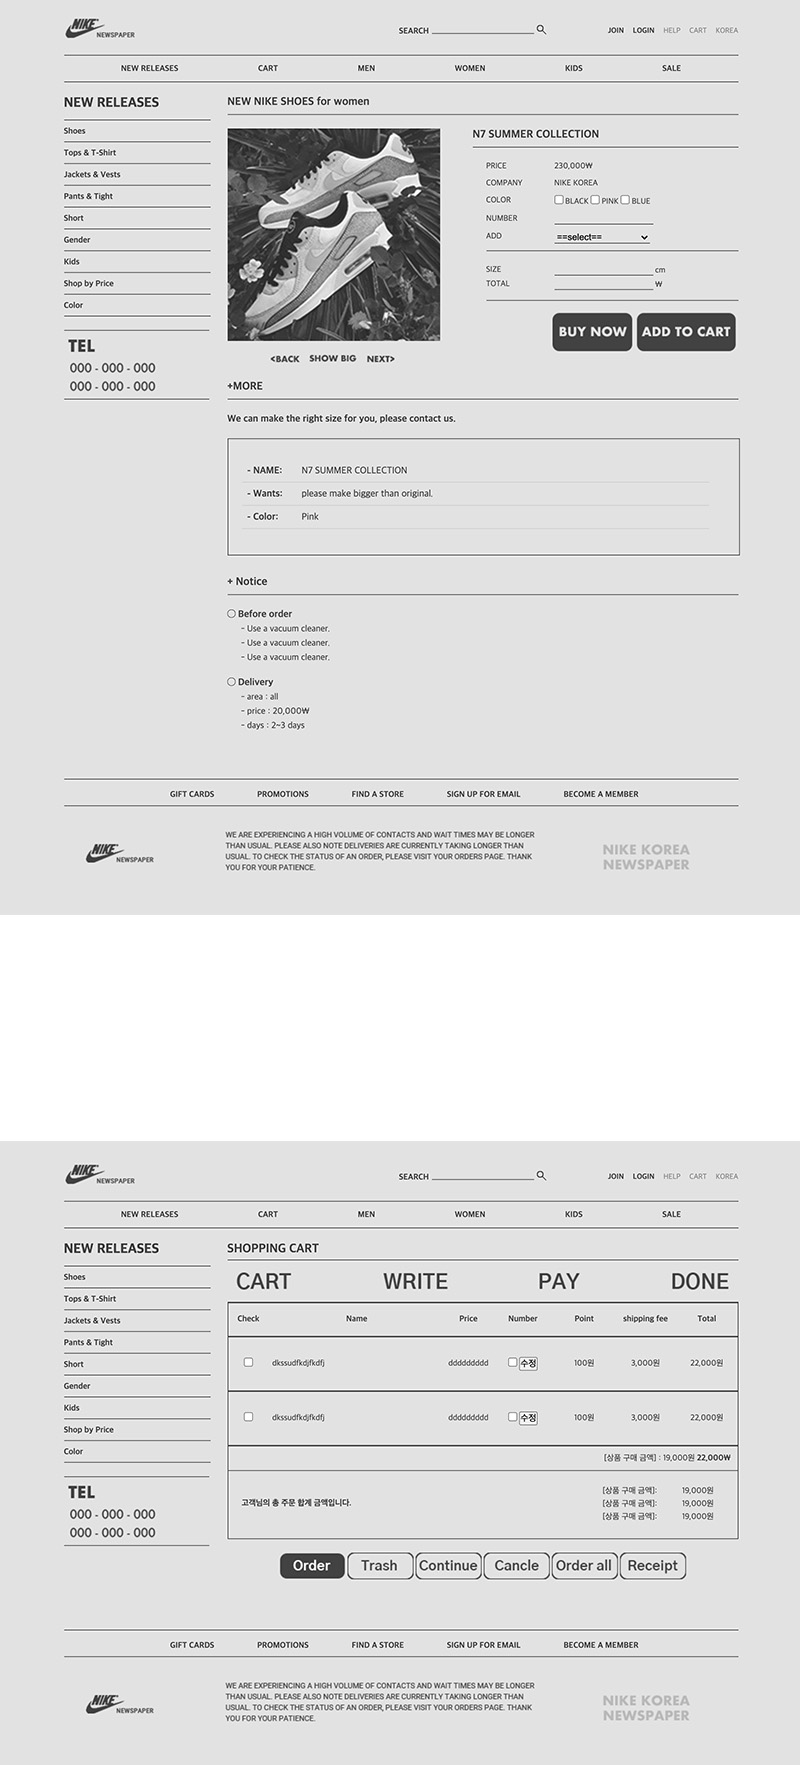 NIKE NEWSPAPER
SEARCH
JOIN LOGIN HELP CART KOREA
NEW RELEASES CART MEN WOMEN KIDS SALE
NEW RELEASES
Shoes
Tops & T-Shirt
Jackets & Vests
Pants & Tight
Short
Gender
Kids
Shop by Price
Color
TEL
000 - 000 - 000
000 - 000 - 000
NEW NIKE SHOES for women
N7 SUMMER COLLECTION
PRICE 230,000₩
COMPANY NIKE KOREA
COLOR BLACK PINK BLUE
NUMBER
ADD ==select==
SIZE cm
TOTAL ₩
BUY NOW ADD TO CART
<BACK SHOW BIG NEXT>
+MORE
We can make the right size for you, please contact us.
- NAME: N7 SUMMER COLLECTION
- Wants: please make bigger than original.
- Color: Pink
+ Notice
Before order
- Use a vacuum cleaner.
- Use a vacuum cleaner.
- Use a vacuum cleaner.
Delivery
- area : all
- price : 20,000₩
- days : 2~3 days
GIFT CARDS PROMOTIONS FIND A STORE SIGN UP FOR EMAIL BECOME A MEMBER
NIKE NEWSPAPER
WE ARE EXPERIENCING A HIGH VOLUME OF CONTACTS AND WAIT TIMES MAY BE LONGER
THAN USUAL. PLEASE ALSO NOTE DELIVERIES ARE CURRENTLY TAKING LONGER THAN
USUAL. TO CHECK THE STATUS OF AN ORDER, PLEASE VISIT YOUR ORDERS PAGE. THANK
YOU FOR YOUR PATIENCE.
NIKE KOREA
NEWSPAPER
NIKE NEWSPAPER
SEARCH
JOIN LOGIN HELP CART KOREA
NEW RELEASES CART MEN WOMEN KIDS SALE
NEW RELEASES
Shoes
Tops & T-Shirt
Jackets & Vests
Pants & Tight
Short
Gender
Kids
Shop by Price
Color
TEL
000 - 000 - 000
000 - 000 - 000
SHOPPING CART
CART WRITE PAY DONE
Check Name Price Number Point shipping fee Total
dkssudfkdjfkdfj ddddddddd 수정 100원 3,000원 22,000원
dkssudfkdjfkdfj ddddddddd 수정 100원 3,000원 22,000원
[상품 구매 금액] : 19,000원 22,000₩
고객님의 총 주문 합계 금액입니다.
[상품 구매 금액]: 19,000원
[상품 구매 금액]: 19,000원
[상품 구매 금액]: 19,000원
Order Trash Continue Cancle Order all Receipt
GIFT CARDS PROMOTIONS FIND A STORE SIGN UP FOR EMAIL BECOME A MEMBER
NIKE NEWSPAPER
WE ARE EXPERIENCING A HIGH VOLUME OF CONTACTS AND WAIT TIMES MAY BE LONGER
THAN USUAL. PLEASE ALSO NOTE DELIVERIES ARE CURRENTLY TAKING LONGER THAN
USUAL. TO CHECK THE STATUS OF AN ORDER, PLEASE VISIT YOUR ORDERS PAGE. THANK
YOU FOR YOUR PATIENCE.
NIKE KOREA
NEWSPAPER